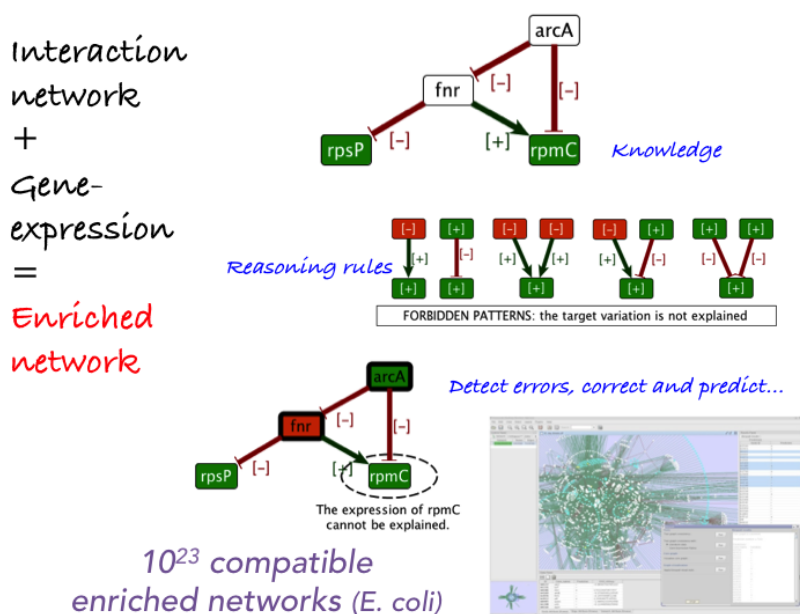 Interaction
network
+
Gene-
expression
=
Enriched
network
arcA
[-]
fnr
[-]
[-]
[+]
rpsP
rpmC
Knowledge
Reasoning rules
[-] [+] [-] [-] [-] [+] [+] [+]
[+] [-] [+] [+] [+] [-] [-] [-]
[+] [+] [+] [+] [+]
FORBIDDEN PATTERNS: the target variation is not explained
Detect errors, correct and predict...
arcA
fnr
[-]
[-]
[-]
[+]
rpsP
rpmC
The expression of rpmC
cannot be explained.
10²³ compatible
enriched networks (E. coli)